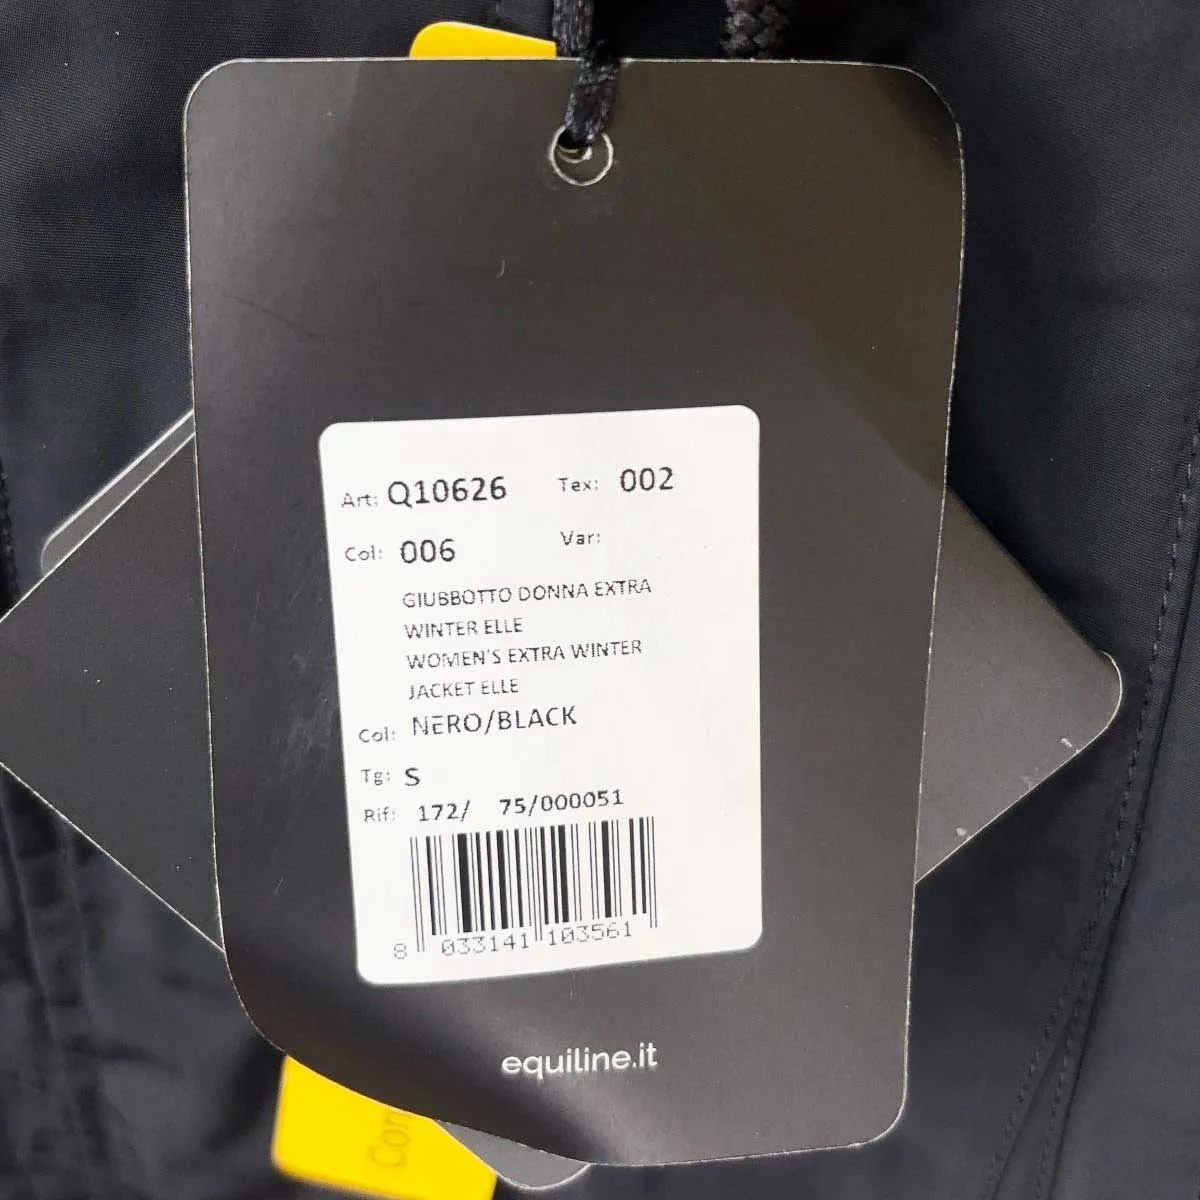 Art: Q10626 Tex: 002
Col: 006 Var:
GIUBBOTTO DONNA EXTRA
WINTER ELLE
WOMEN'S EXTRA WINTER
JACKET ELLE
Col: NERO/BLACK
Tg: S
Rif: 172/ 75/000051
8 033141 103561
equiline.it
Con